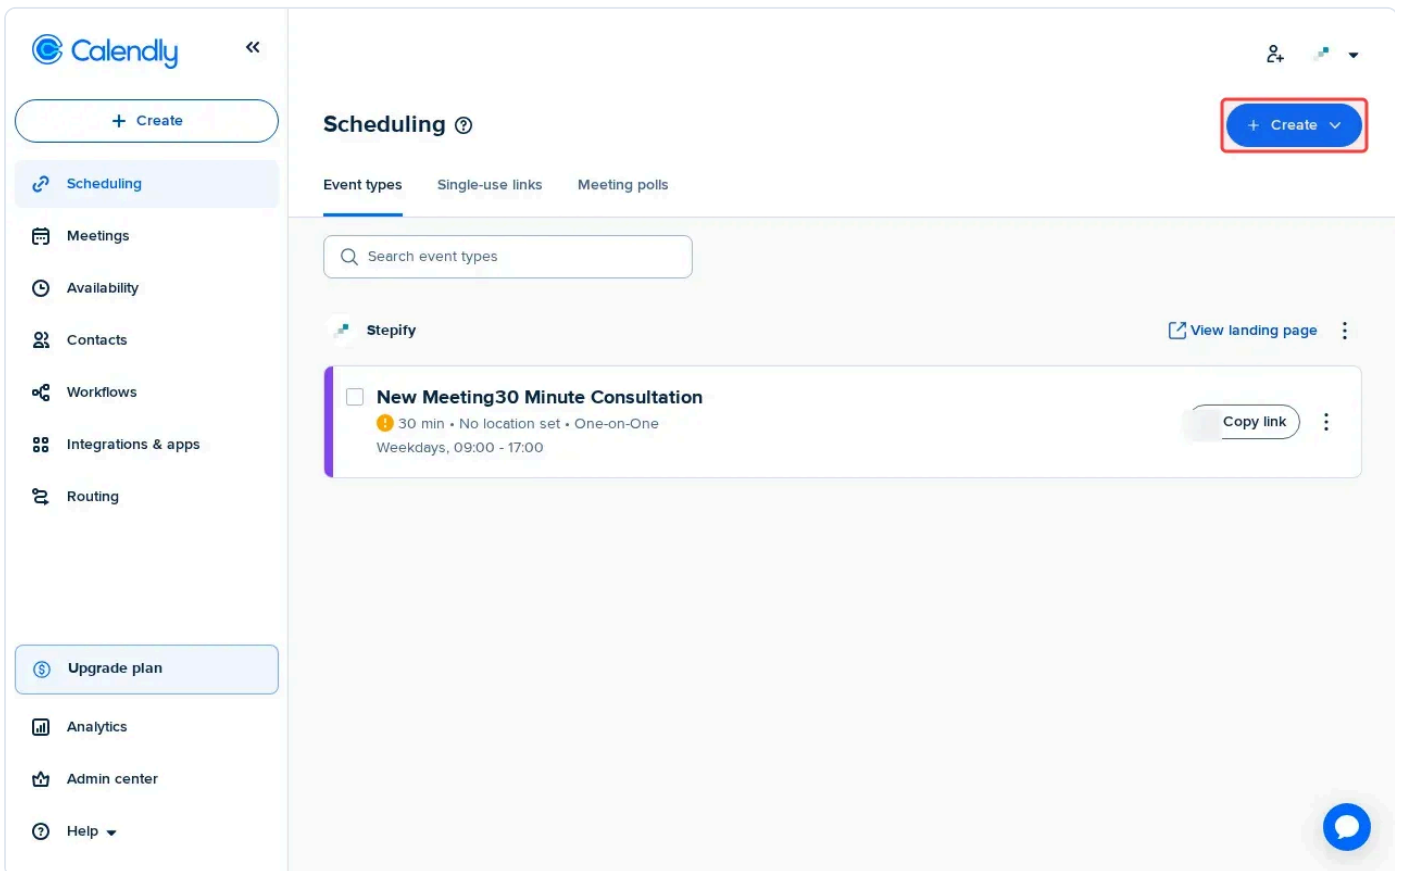 Calendly
+ Create
Scheduling
Meetings
Availability
Contacts
Workflows
Integrations & apps
Routing
Upgrade plan
Analytics
Admin center
Help
Scheduling
+ Create
Event types Single-use links Meeting polls
Search event types
Stepify View landing page
New Meeting30 Minute Consultation
30 min • No location set • One-on-One
Copy link
Weekdays, 09:00 - 17:00